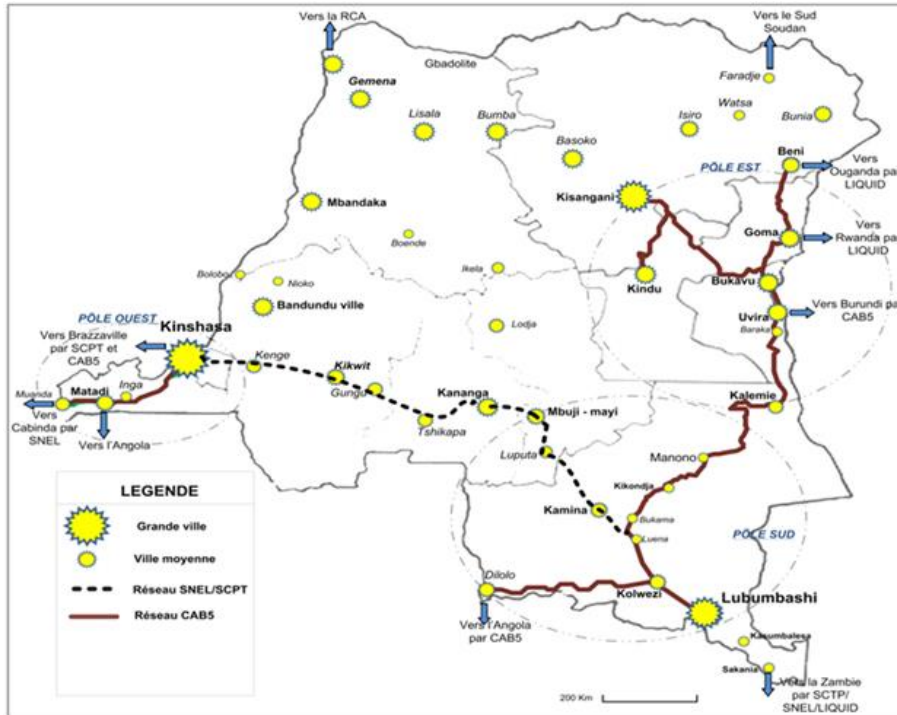 Vers la RCA
Vers le Sud
Soudan
Gbadolite
Faradje
Gemena
Lisala
Bumba
Basoko
Isiro
Watsa
Bunia
Beni
PÔLE EST
Vers
Ouganda par
LIQUID
Kisangani
Mbandaka
Boende
Goma
Vers
Rwanda par
LIQUID
Bolobo
Nioko
Ikela
Kindu
Bukavu
Bandundu ville
Uvira
Vers Burundi par
CAB5
PÔLE OUEST
Kinshasa
Lodja
Baraka
Vers Brazzaville
par SCPT et
CAB5
Kenge
Kikwit
Gungu
Kananga
Mbuji - mayi
Kalemie
Muanda
Matadi
Inga
Tshikapa
Vers
Cabinda par
SNEL
Vers l'Angola
Luputa
Manono
Kikondja
LEGENDE
Grande ville
Ville moyenne
Réseau SNEL/SCPT
Réseau CAB5
Kamina
Bukama
Luena
PÔLE SUD
Dilolo
Kolwezi
Lubumbashi
Vers l'Angola
par CAB5
Kasumbalesa
Sakania
Vers la Zambie
par SCTP/
SNEL/LIQUID
200 Km